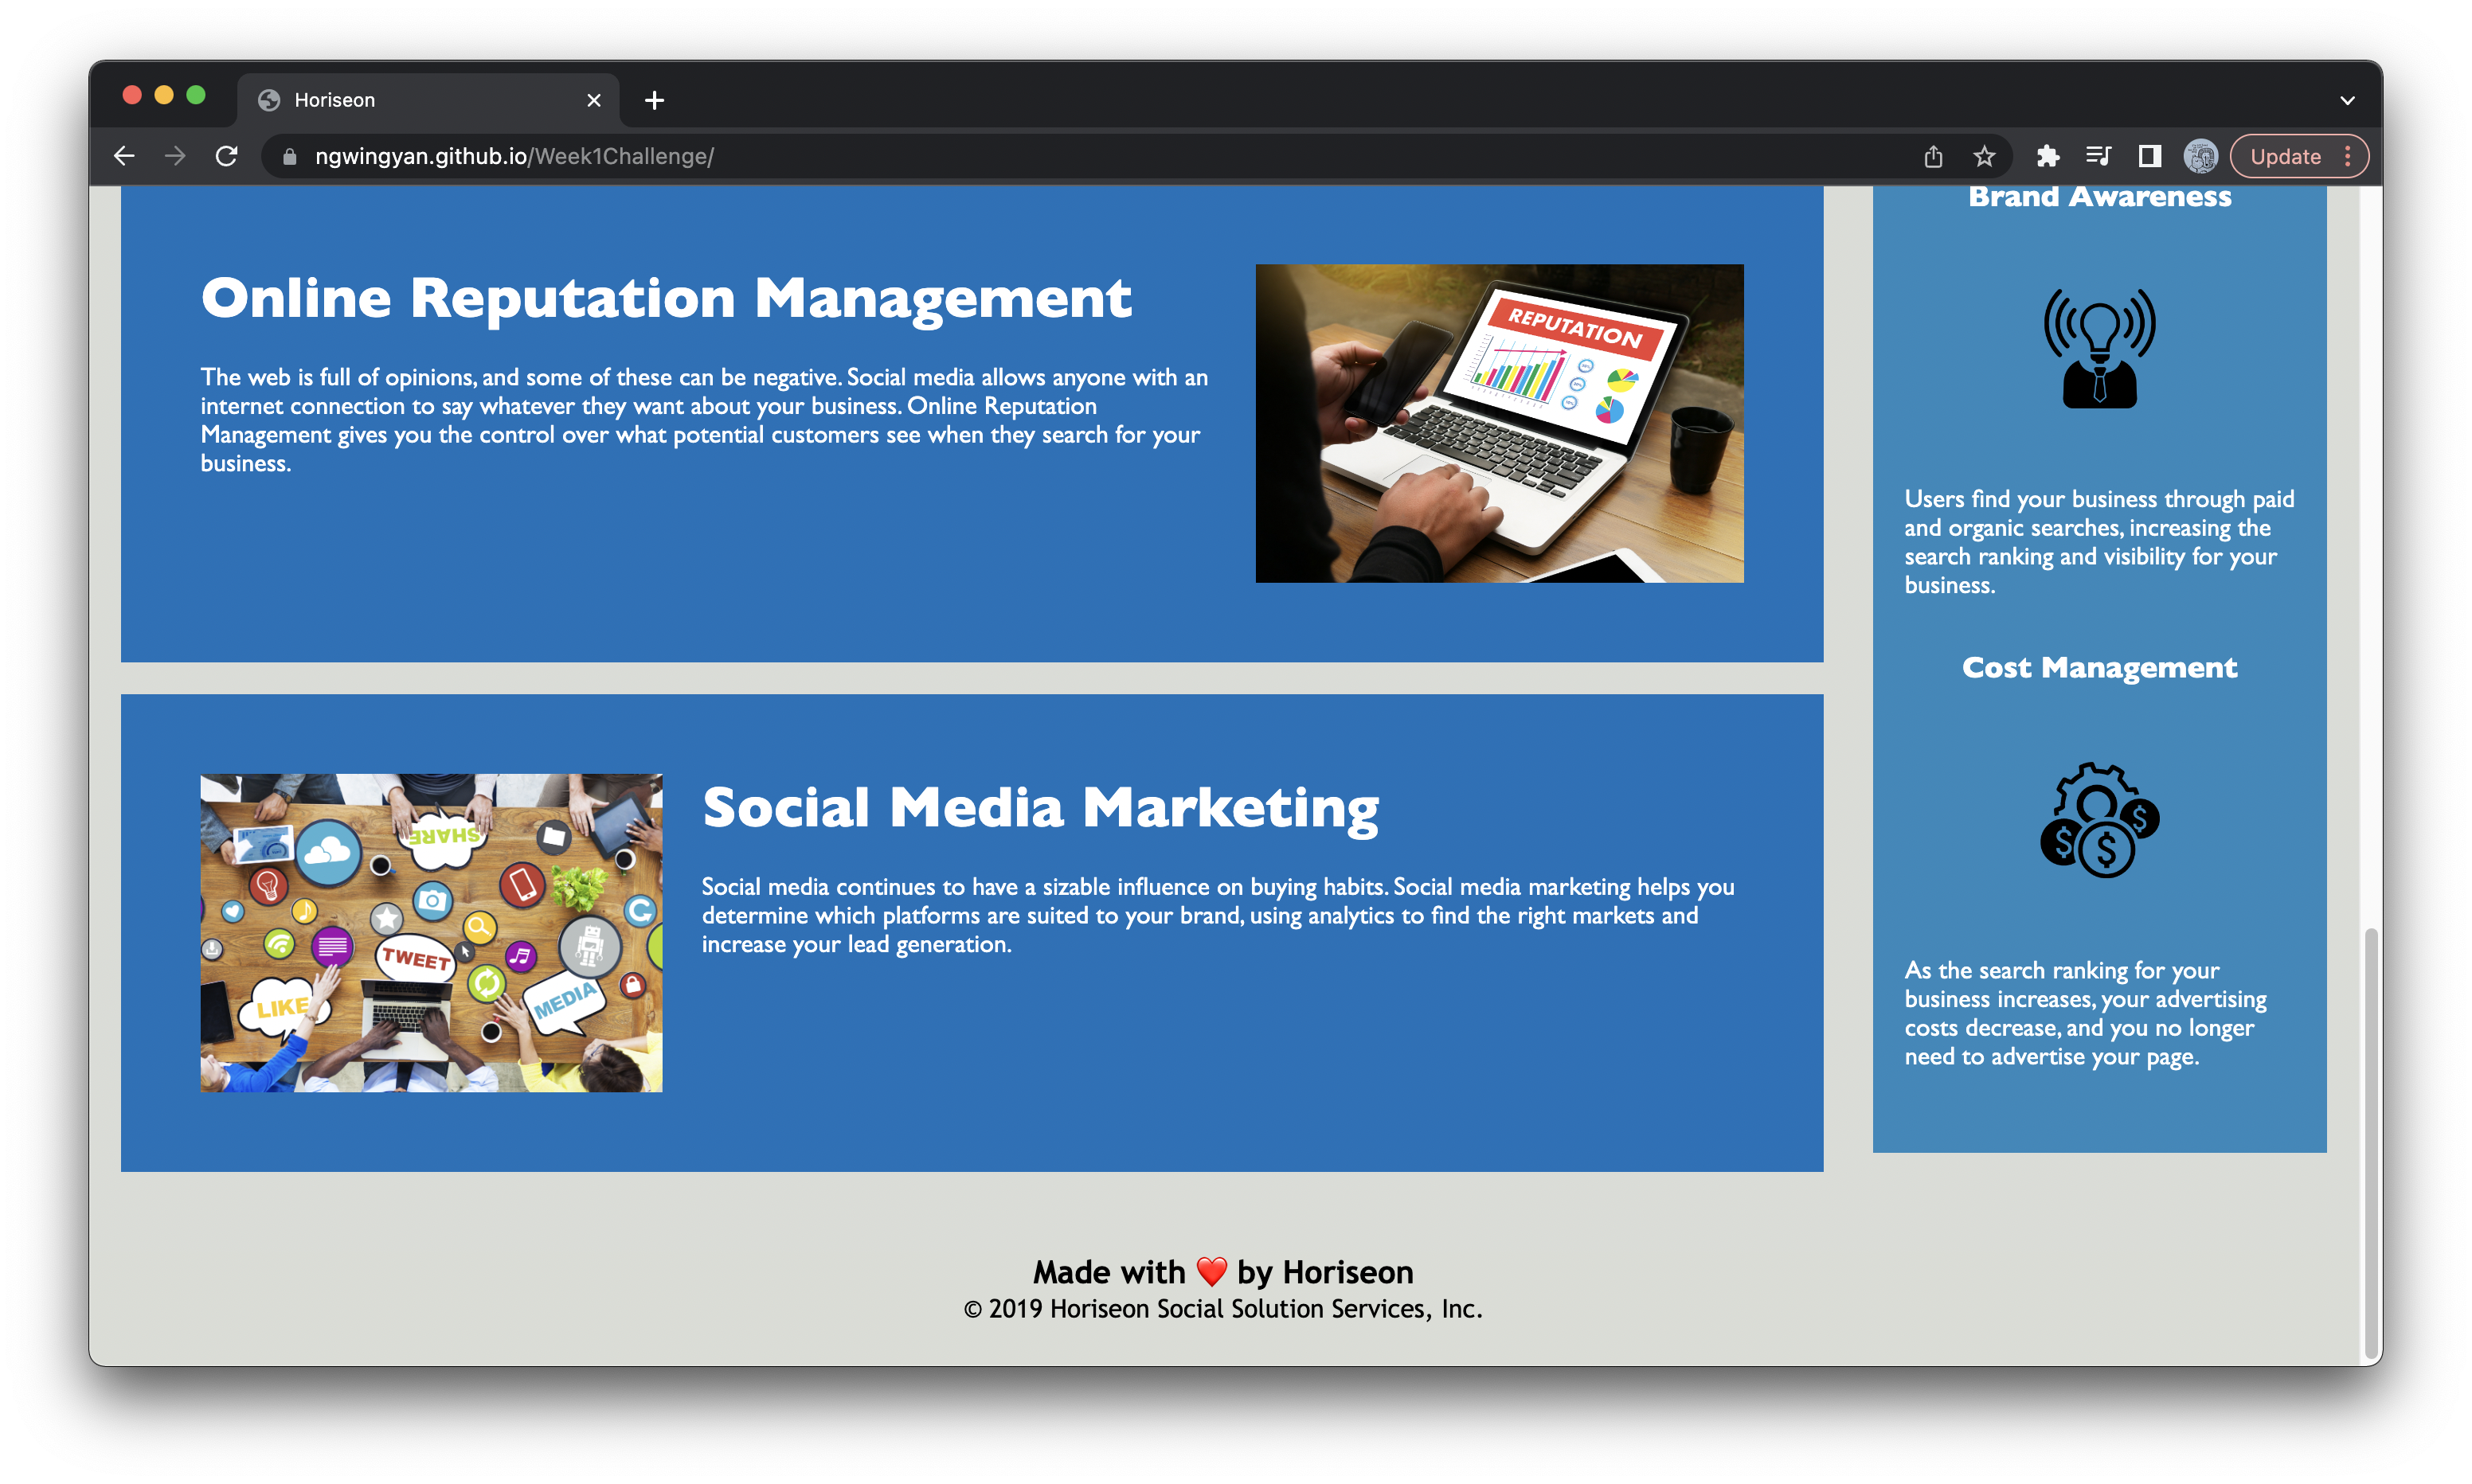 Horiseon
ngwingyan.github.io/Week1Challenge/
Update
Online Reputation Management
The web is full of opinions, and some of these can be negative. Social media allows anyone with an
internet connection to say whatever they want about your business. Online Reputation
Management gives you the control over what potential customers see when they search for your
business.
REPUTATION
SHARE
TWEET
LIKE
MEDIA
Social Media Marketing
Social media continues to have a sizable influence on buying habits. Social media marketing helps you
determine which platforms are suited to your brand, using analytics to find the right markets and
increase your lead generation.
Brand Awareness
Users find your business through paid
and organic searches, increasing the
search ranking and visibility for your
business.
Cost Management
$ $ $
As the search ranking for your
business increases, your advertising
costs decrease, and you no longer
need to advertise your page.
Made with ❤️ by Horiseon
© 2019 Horiseon Social Solution Services, Inc.